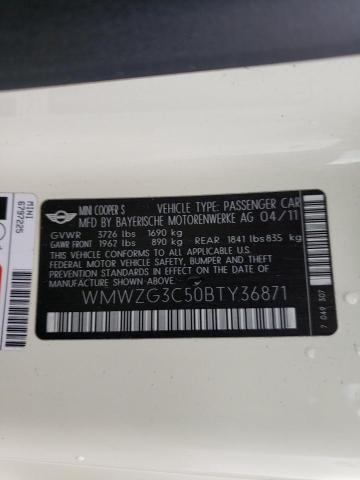 MINI COOPER S VEHICLE TYPE: PASSENGER CAR
MFD BY BAYERISCHE MOTORENWERKE AG 04/11
GVWR 3726 lbs 1690 kg
GAWR FRONT 1962 lbs 890 kg REAR 1841 lbs 835 kg
THIS VEHICLE CONFORMS TO ALL APPLICABLE
U.S. FEDERAL MOTOR VEHICLE SAFETY, BUMPER,
AND THEFT PREVENTION STANDARDS IN EFFECT ON
THE DATE OF MANUFACTURE SHOWN ABOVE.
WMWZG3C50BTY36871
7 049 307
MINI
6797225